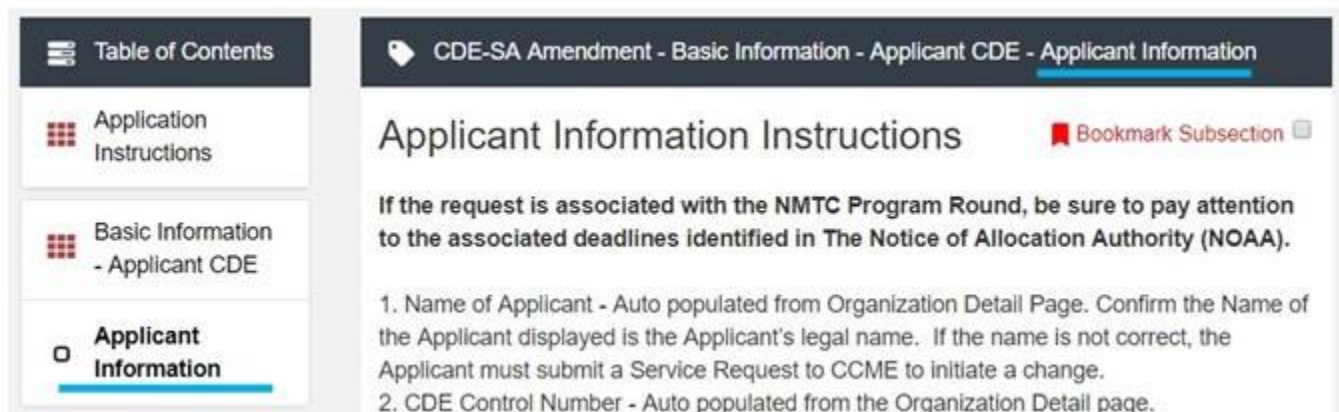 Table of Contents
Application
Instructions
Basic Information
- Applicant CDE
Applicant
Information
CDE-SA Amendment - Basic Information - Applicant CDE - Applicant Information
Applicant Information Instructions
Bookmark Subsection
If the request is associated with the NMTC Program Round, be sure to pay attention
to the associated deadlines identified in The Notice of Allocation Authority (NOAA).
1. Name of Applicant - Auto populated from Organization Detail Page. Confirm the Name of
the Applicant displayed is the Applicant's legal name. If the name is not correct, the
Applicant must submit a Service Request to CCME to initiate a change.
2. CDE Control Number - Auto populated from the Organization Detail page.